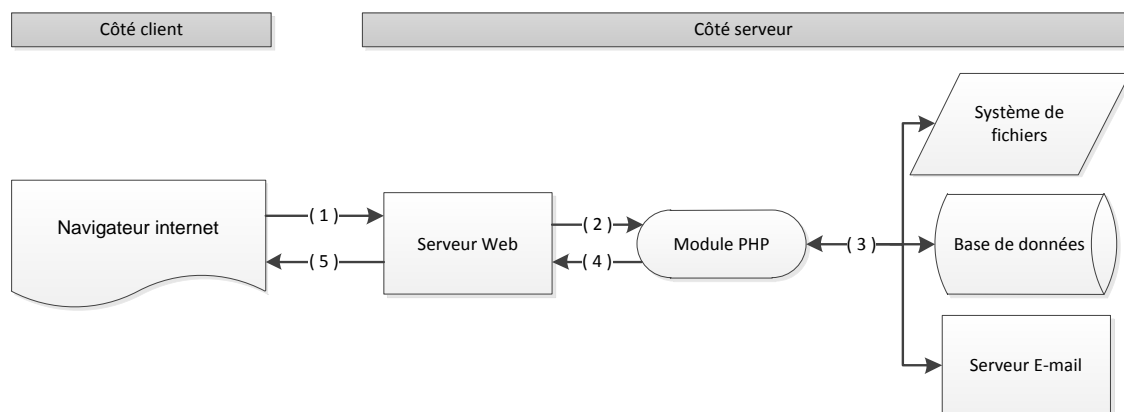 Côté client
Côté serveur
Système de
fichiers
Navigateur internet
( 1 )
( 5 )
Serveur Web
( 2 )
( 4 )
Module PHP
( 3 )
Base de données
Serveur E-mail